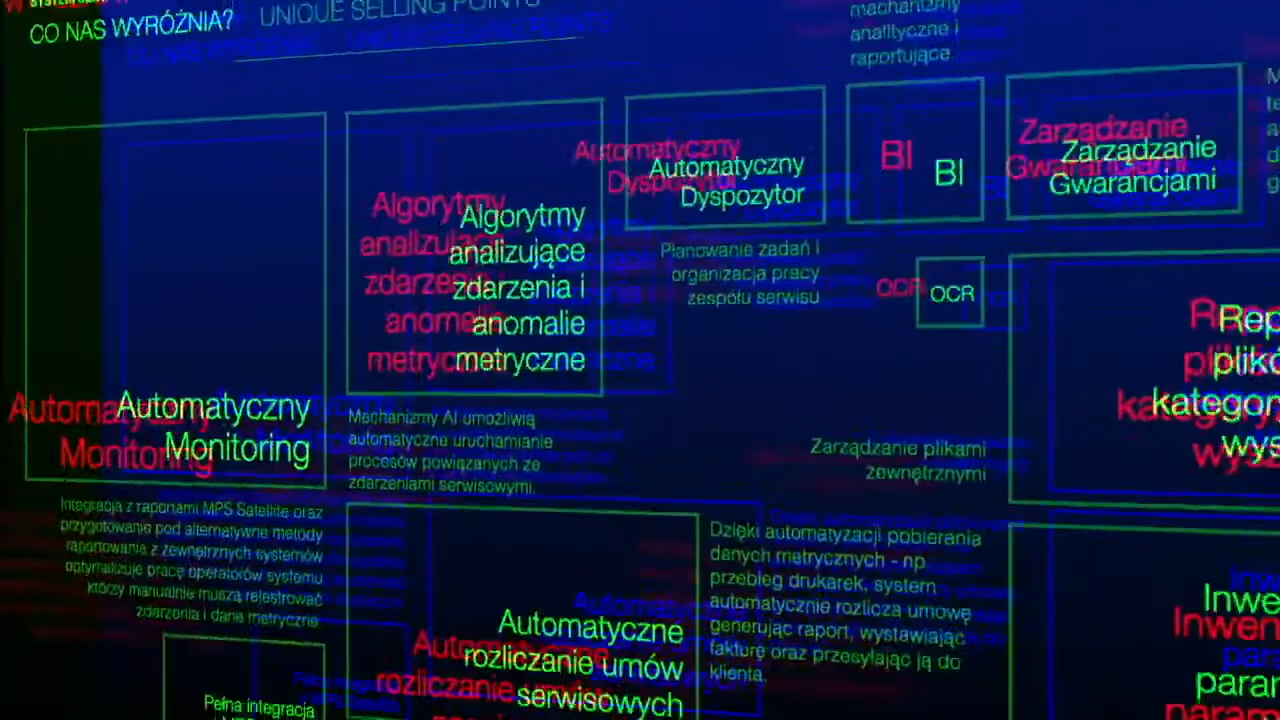 CO NAS WYRÓŻNIA?
UNIQUE SELLING POINTS
mechanizmy
analityczne i
raportujące.
Algorytmy
analizujące
zdarzenia i
anomalie
metryczne
Automatyczny
Dyspozytor
BI
Zarządzanie
Gwarancjami
Planowanie zadań i
organizacja pracy
zespołu serwisu
OCR
Automatyczny
Monitoring
Mechanizmy AI umożliwią
automatyczne uruchamianie
procesów powiązanych ze
zdarzeniami serwisowymi.
Zarządzanie plikami
zewnętrznymi
Integracja z raportami MPS Satellite oraz
przygotowanie pod alternatywne metody
raportowania z zewnętrznych systemów
optymalizuje pracę operatorów systemu
którzy manualnie muszą rejestrować
zdarzenia i dane metryczne
Dzięki automatyzacji pobierania
danych metrycznych - np.
przebieg drukarek, system
automatycznie rozlicza umowę
generując raport, wystawiając
fakturę oraz przesyłając ją do
klienta.
Automatyczne
rozliczanie umów
serwisowych
Pełna integracja